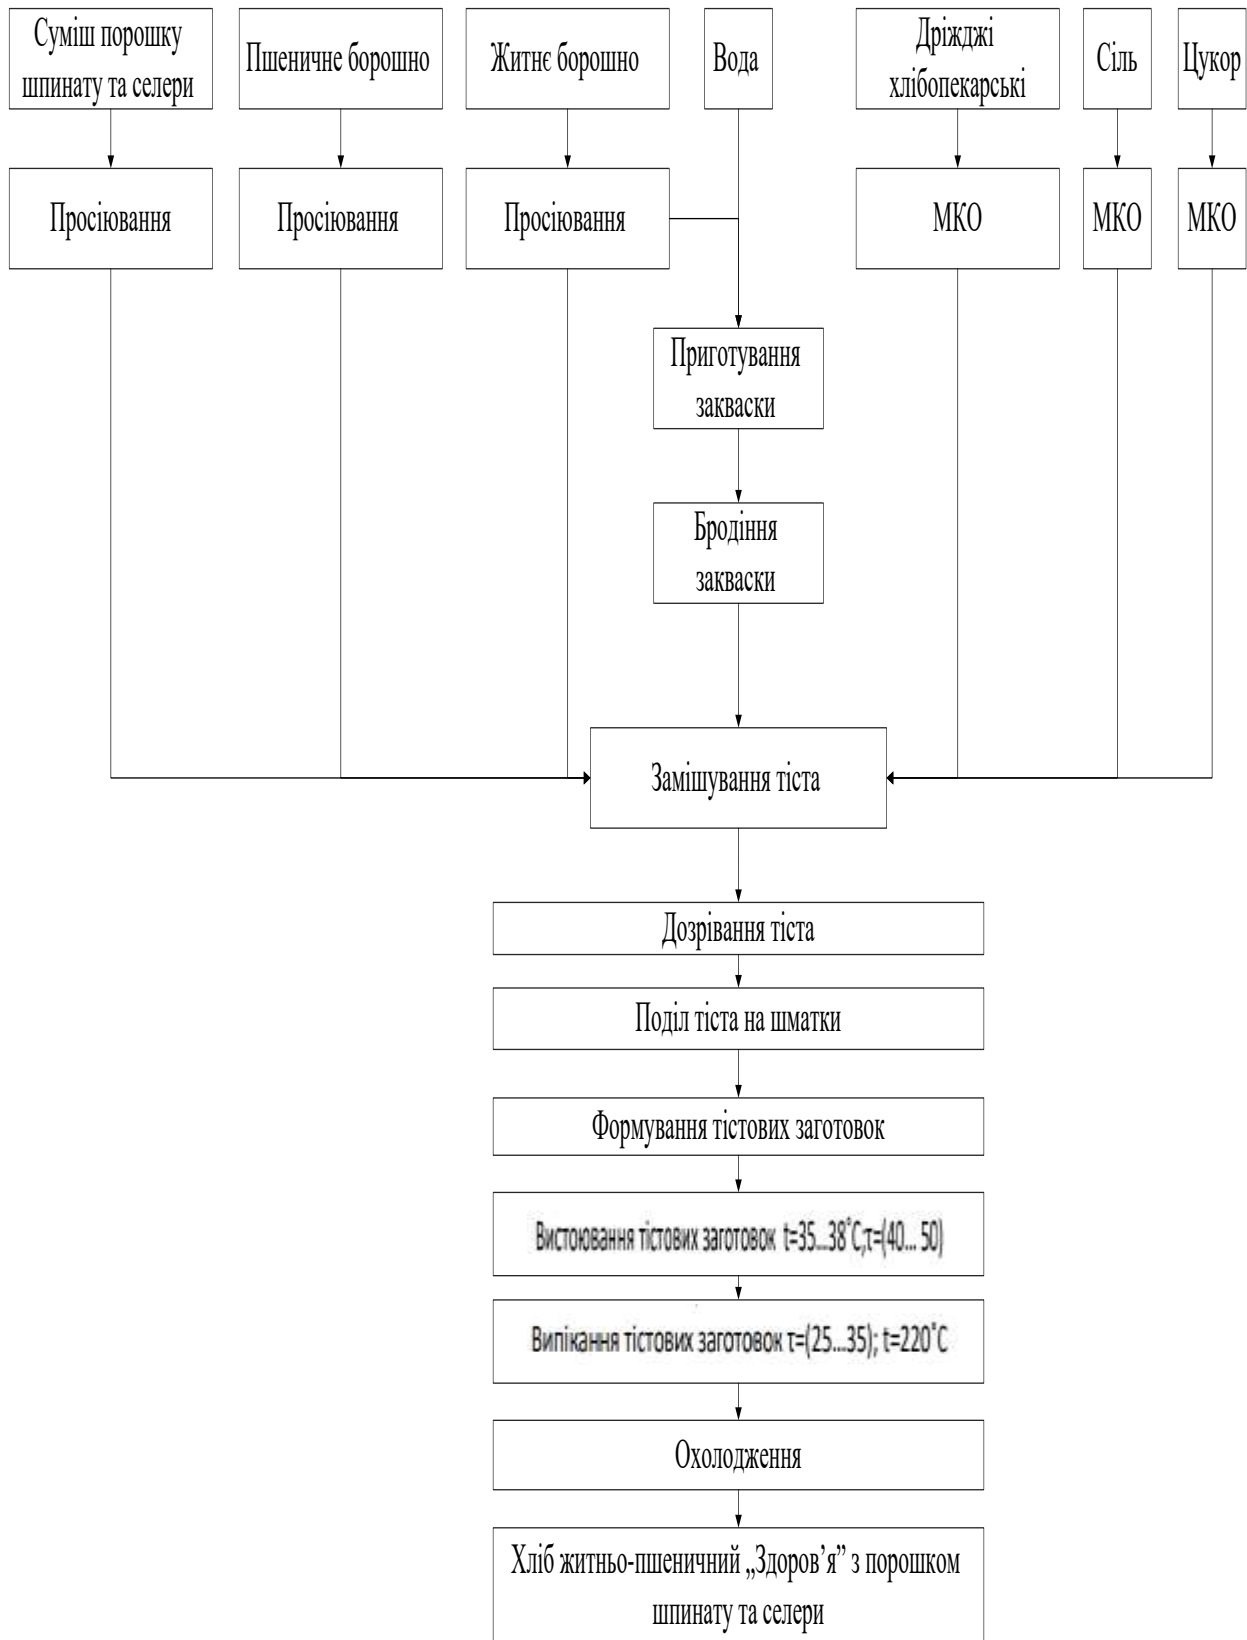 Суміш порошку
шпинату та селери
Пшеничне борошно
Житнє борошно
Вода
Дріжджі
хлібопекарські
Сіль
Цукор
Просіювання
Просіювання
Просіювання
МКО
МКО
МКО
Приготування
закваски
Бродіння
закваски
Замішування тіста
Дозрівання тіста
Поділ тіста на шматки
Формування тістових заготовок
Вистоювання тістових заготовок t=35...38˚C,τ=(40... 50)
Випікання тістових заготовок τ=(25...35); t=220˚C
Охолодження
Хліб житньо-пшеничний „Здоров’я” з порошком
шпинату та селери